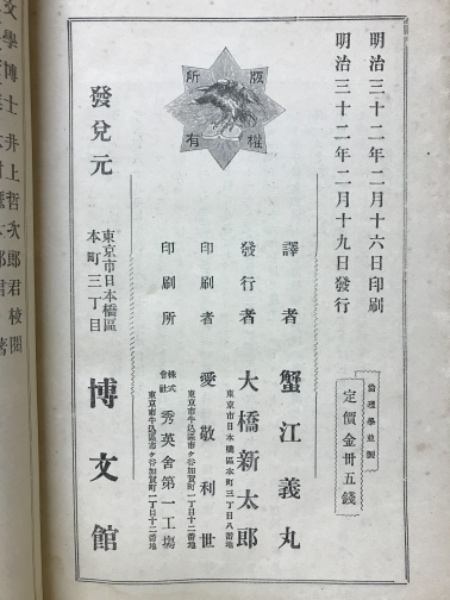 明治三十二年二月十六日印刷
明治三十二年二月十九日發行
倫理學並製
定價金卅五錢
版權
所有
譯者 蟹江義丸
發行者 大橋新太郎
東京市日本橋區本町三丁目八番地
印刷者 愛敬利世
東京市牛込區市ヶ谷加賀町一丁目十二番地
印刷所 株式會社 秀英舍第一工場
東京市牛込區市ヶ谷加賀町一丁目十二番地
發兌元
東京市日本橋區
本町三丁目
博文館
文學博士 井上哲次郎君 校閲